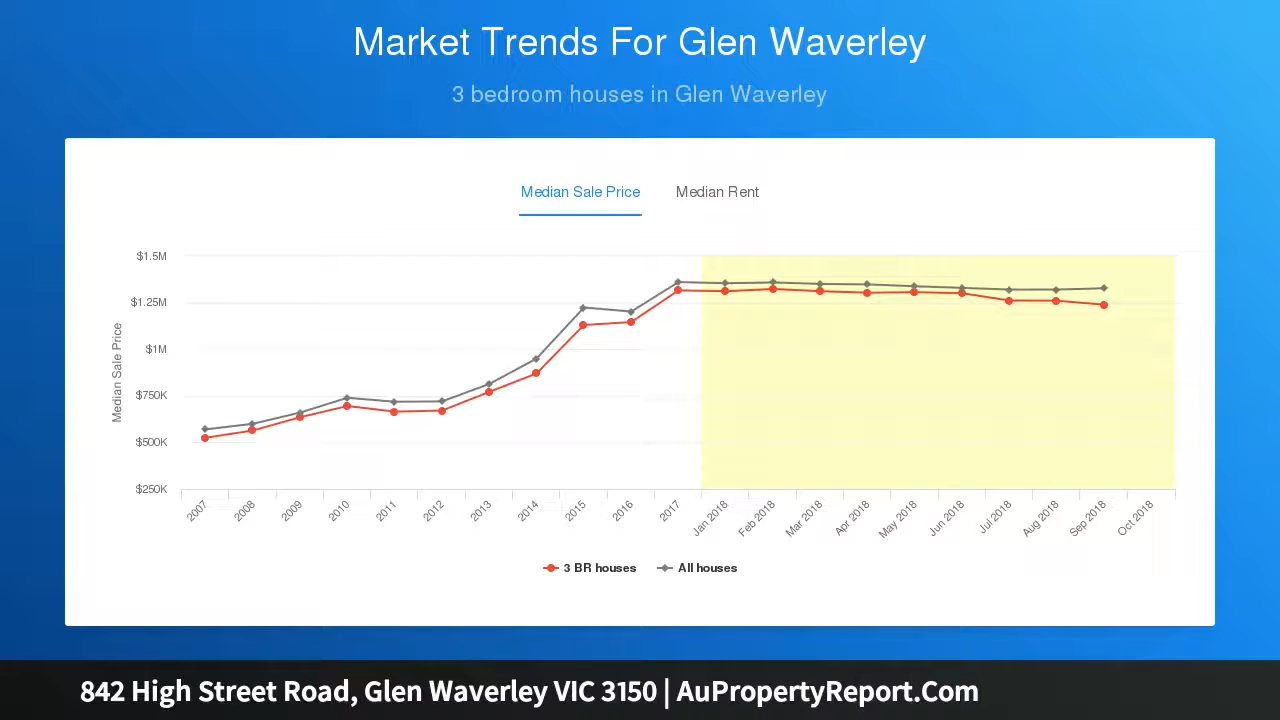 Market Trends For Glen Waverley
3 bedroom houses in Glen Waverley
Median Sale Price Median Rent
Median Sale Price
$1.5M
$1.25M
$1M
$750K
$500K
$250K
2007 2008 2009 2010 2011 2012 2013 2014 2015 2016 2017 Jan 2018 Feb 2018 Mar 2018 Apr 2018 May 2018 Jun 2018 Jul 2018 Aug 2018 Sep 2018 Oct 2018
3 BR houses All houses
842 High Street Road, Glen Waverley VIC 3150 | AuPropertyReport.Com